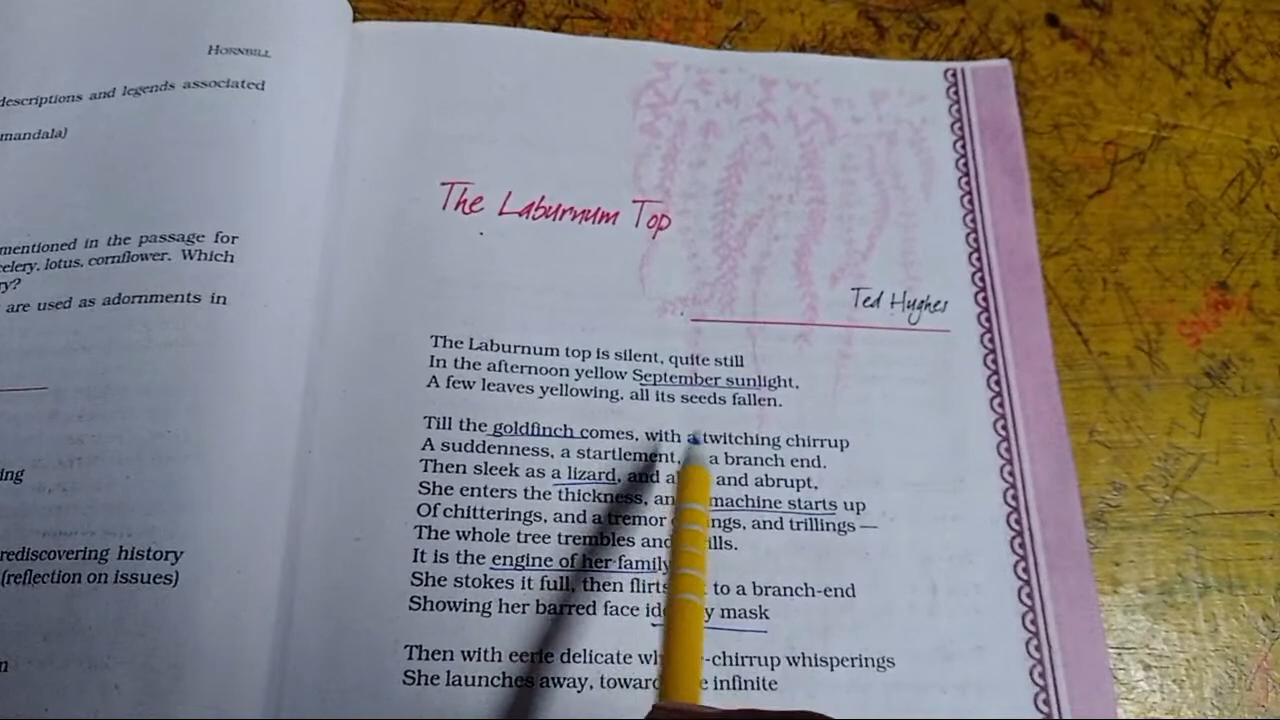 HORNBILL
descriptions and legends associated
mandala)
mentioned in the passage for
elery, lotus, cornflower. Which
ry?
are used as adornments in
ing
rediscovering history
(reflection on issues)
n
The Laburnum Top
Ted Hughes
The Laburnum top is silent, quite still
In the afternoon yellow September sunlight,
A few leaves yellowing, all its seeds fallen.
Till the goldfinch comes, with a twitching chirrup
A suddenness, a startlement, a branch end.
Then sleek as a lizard, and and abrupt,
She enters the thickness, machine starts up
Of chitterings, and a tremor and trillings —
The whole tree trembles
It is the engine of her family
She stokes it full, then flirts to a branch-end
Showing her barred face mask
Then with eerie delicate -chirrup whisperings
She launches away, infinite